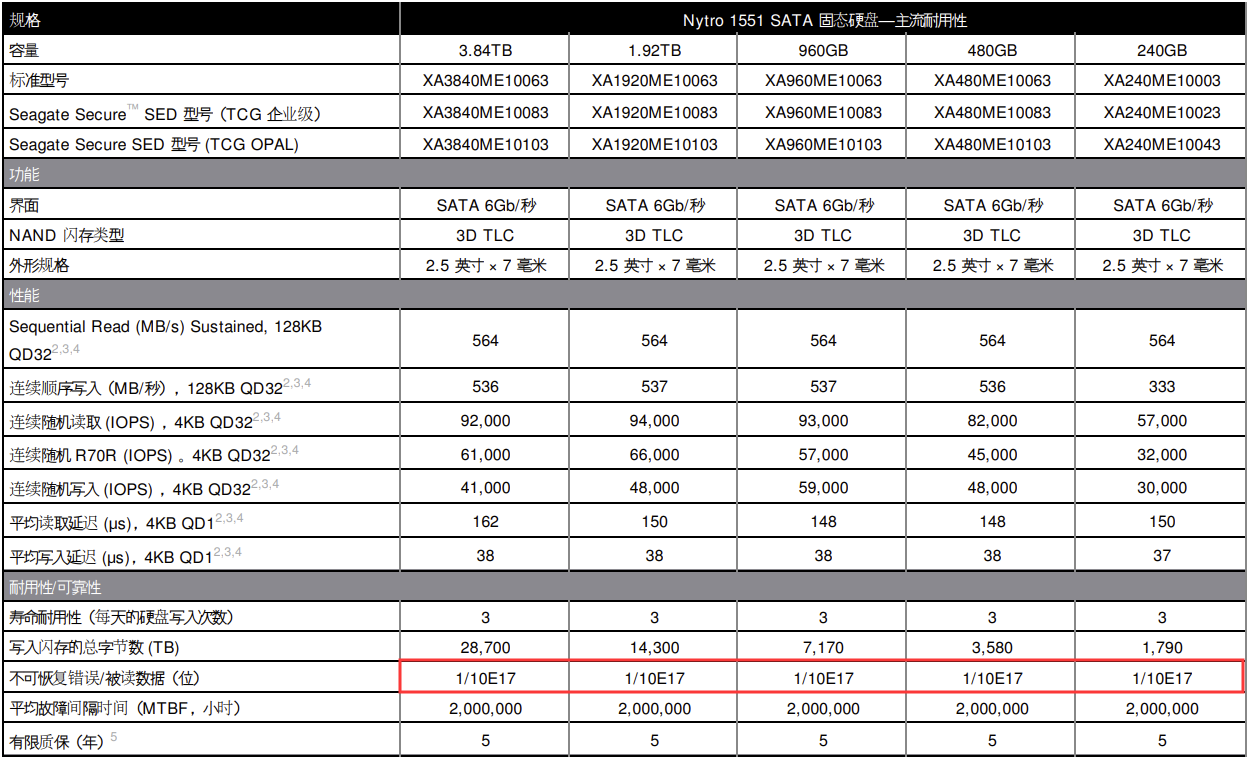 规格 Nytro 1551 SATA 固态硬盘—主流耐用性
容量 3.84TB 1.92TB 960GB 480GB 240GB
标准型号 XA3840ME10063 XA1920ME10063 XA960ME10063 XA480ME10063 XA240ME10003
Seagate Secure™ SED 型号（TCG 企业级） XA3840ME10083 XA1920ME10083 XA960ME10083 XA480ME10083 XA240ME10023
Seagate Secure SED 型号 (TCG OPAL) XA3840ME10103 XA1920ME10103 XA960ME10103 XA480ME10103 XA240ME10043
功能
界面 SATA 6Gb/秒 SATA 6Gb/秒 SATA 6Gb/秒 SATA 6Gb/秒 SATA 6Gb/秒
NAND 闪存类型 3D TLC 3D TLC 3D TLC 3D TLC 3D TLC
外形规格 2.5 英寸 × 7 毫米 2.5 英寸 × 7 毫米 2.5 英寸 × 7 毫米 2.5 英寸 × 7 毫米 2.5 英寸 × 7 毫米
性能
Sequential Read (MB/s) Sustained, 128KB
QD322,3,4 564 564 564 564 564
连续顺序写入（MB/秒），128KB QD322,3,4 536 537 537 536 333
连续随机读取 (IOPS) ，4KB QD322,3,4 92,000 94,000 93,000 82,000 57,000
连续随机 R70R (IOPS) 。4KB QD322,3,4 61,000 66,000 57,000 45,000 32,000
连续随机写入 (IOPS) ，4KB QD322,3,4 41,000 48,000 59,000 48,000 30,000
平均读取延迟 (µs)，4KB QD12,3,4 162 150 148 148 150
平均写入延迟 (µs)，4KB QD12,3,4 38 38 38 38 37
耐用性/可靠性
寿命耐用性（每天的硬盘写入次数） 3 3 3 3 3
写入闪存的总字节数 (TB) 28,700 14,300 7,170 3,580 1,790
不可恢复错误/被读数据（位） 1/10E17 1/10E17 1/10E17 1/10E17 1/10E17
平均故障间隔时间（MTBF，小时） 2,000,000 2,000,000 2,000,000 2,000,000 2,000,000
有限质保（年）5 5 5 5 5 5